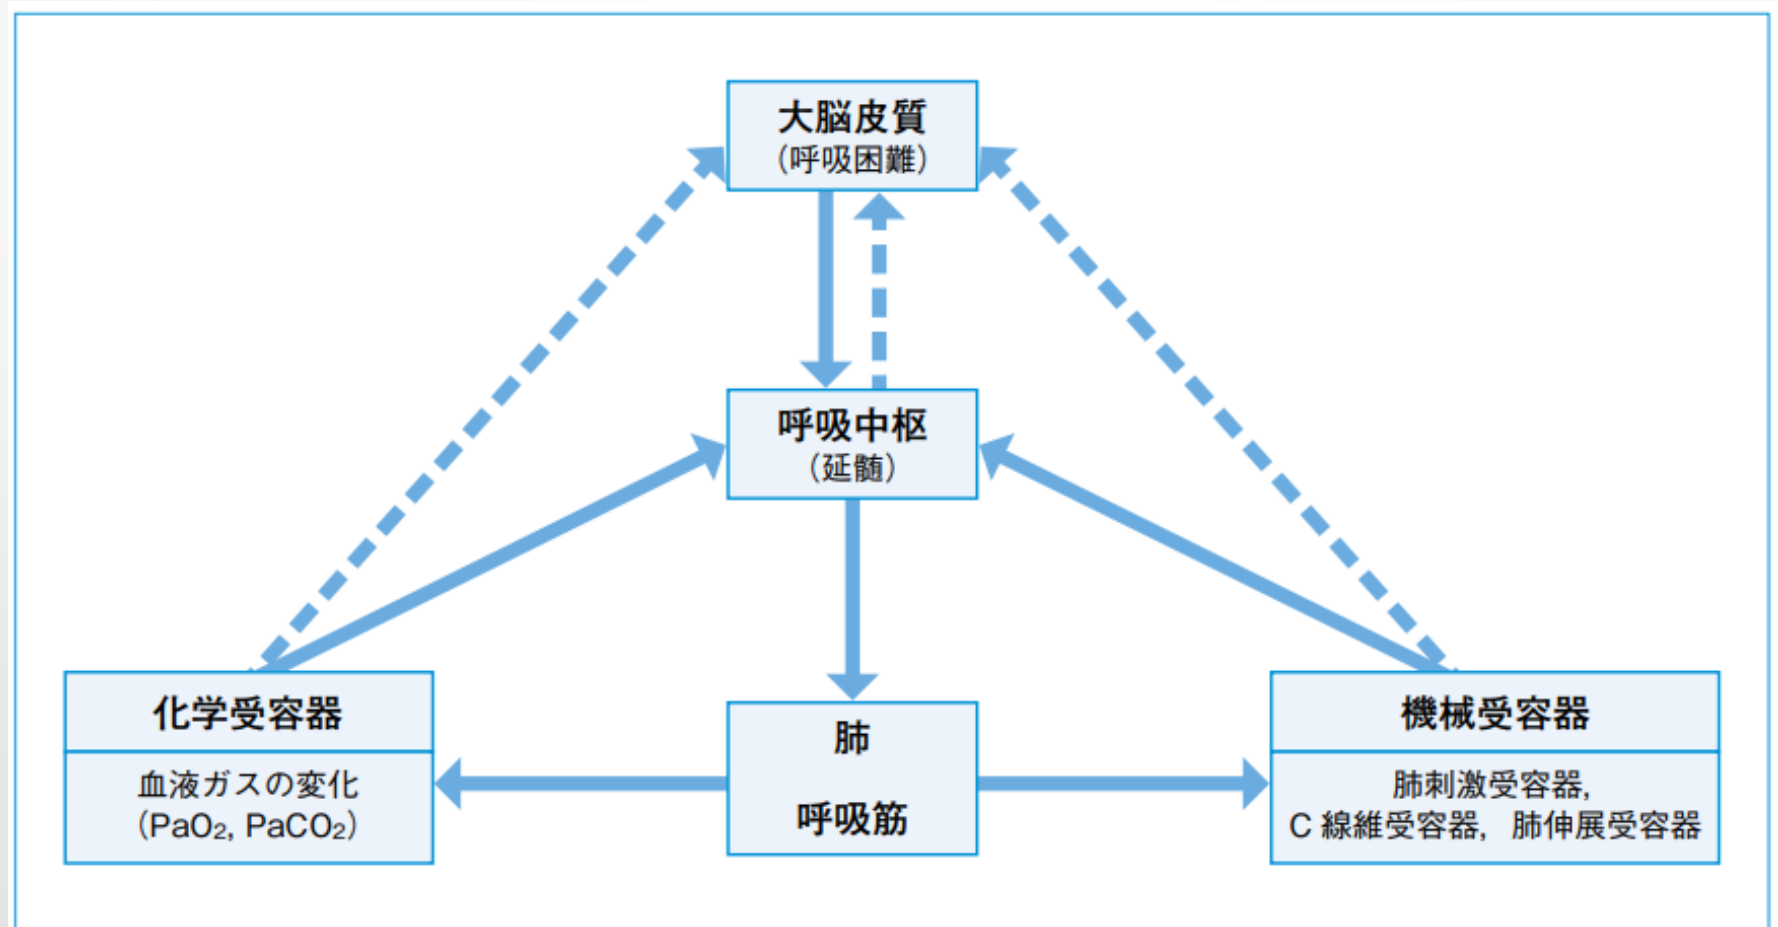 大脳皮質
（呼吸困難）
呼吸中枢
（延髄）
化学受容器
血液ガスの変化
（PaO₂, PaCO₂）
肺
呼吸筋
機械受容器
肺刺激受容器，
C 線維受容器，肺伸展受容器